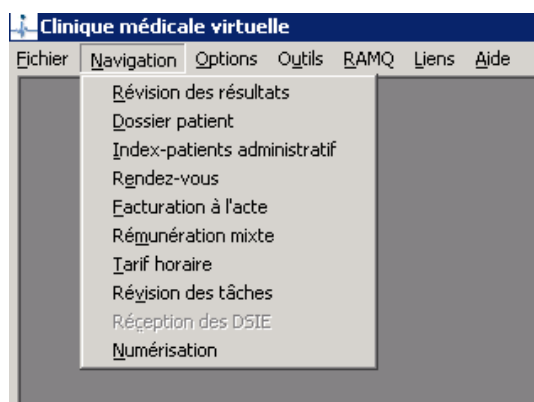 Clinique médicale virtuelle
Fichier Navigation Options Outils RAMQ Liens Aide
Révision des résultats
Dossier patient
Index-patients administratif
Rendez-vous
Facturation à l'acte
Rémunération mixte
Tarif horaire
Révision des tâches
Réception des DSIE
Numérisation